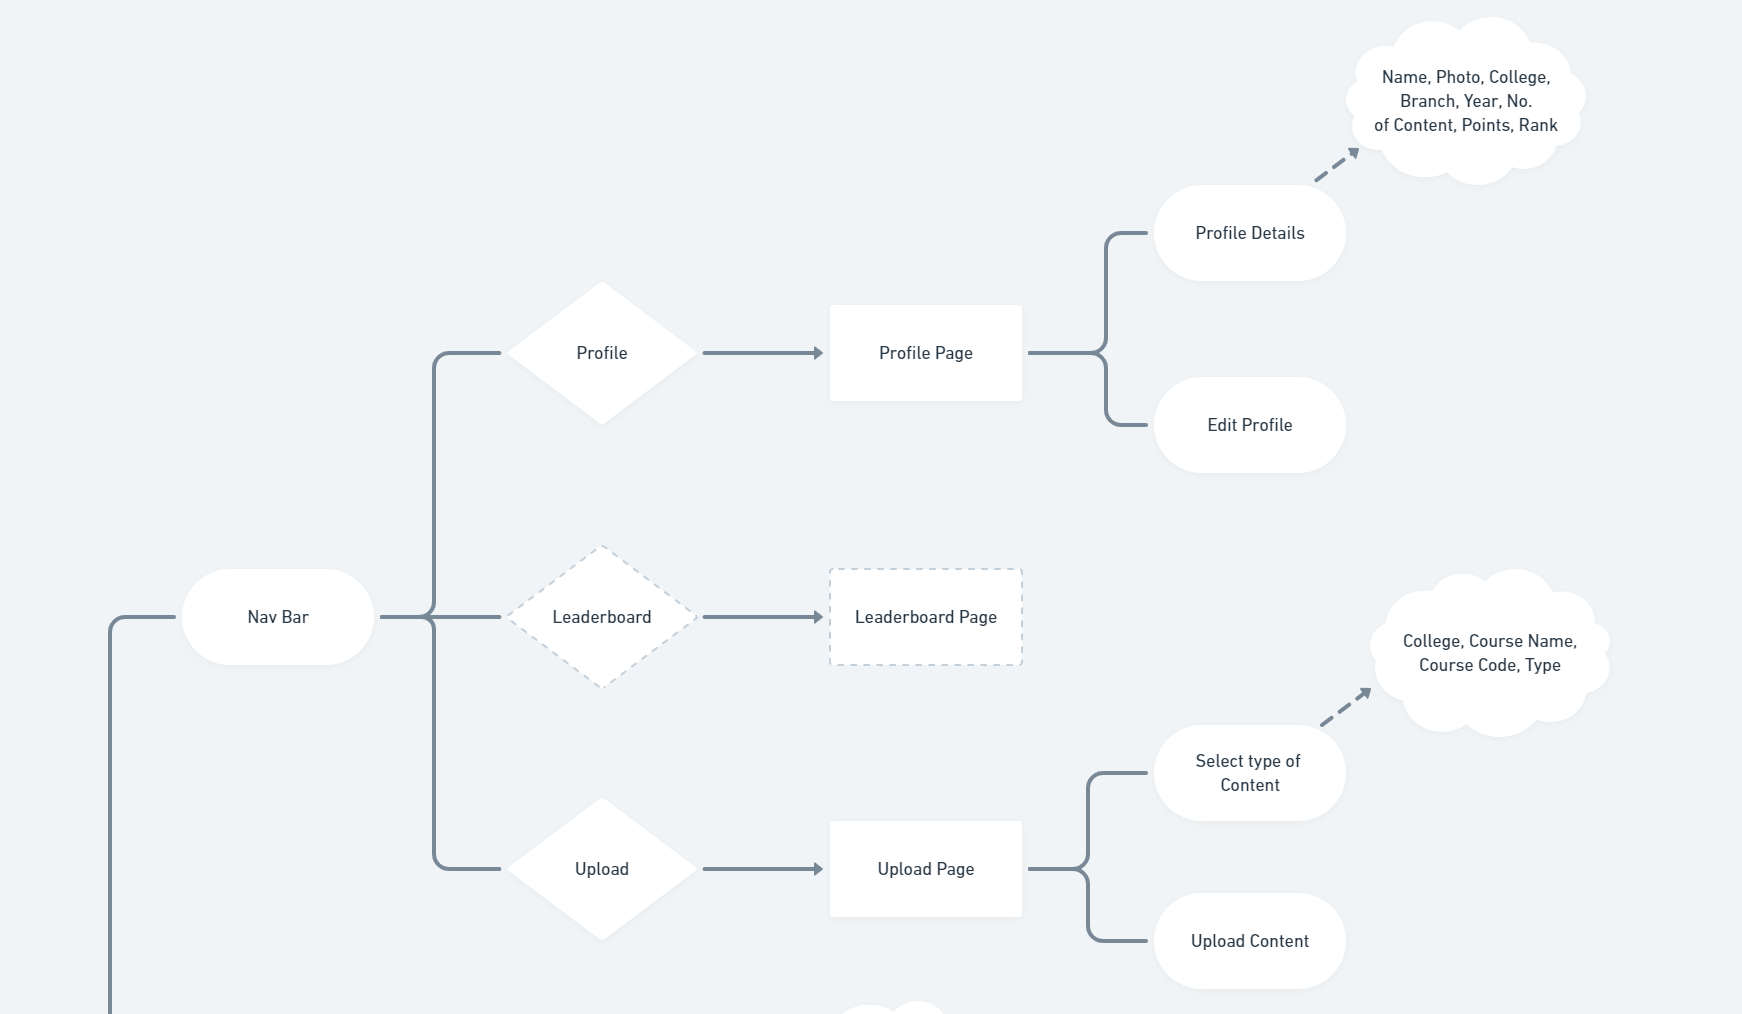 Name, Photo, College,
Branch, Year, No.
of Content, Points, Rank
Profile Details
Profile
Profile Page
Edit Profile
Nav Bar
Leaderboard
Leaderboard Page
College, Course Name,
Course Code, Type
Select type of
Content
Upload
Upload Page
Upload Content